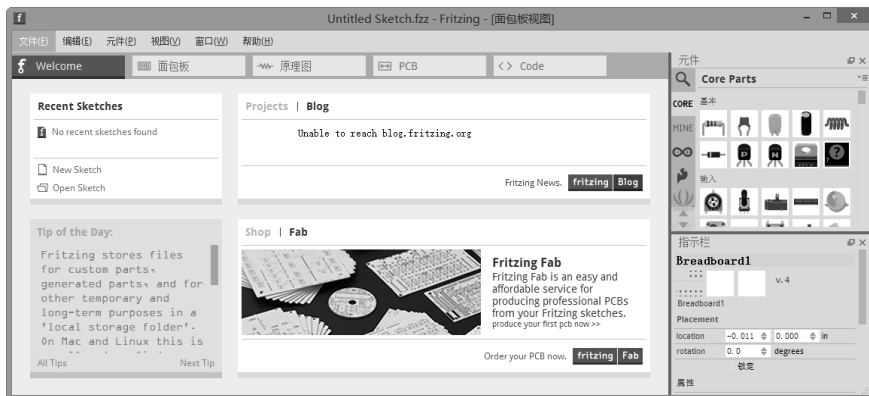 Untitled Sketch.fzz - Fritzing - [面包板视图]
文件(F) 编辑(E) 元件(P) 视图(V) 窗口(W) 帮助(H)
Welcome 面包板 原理图 PCB Code
Recent Sketches
No recent sketches found
New Sketch
Open Sketch
Projects | Blog
Unable to reach blog.fritzing.org
Fritzing News. fritzing Blog
Tip of the Day:
Fritzing stores files
for custom parts,
generated parts, and for
other temporary and
long-term purposes in a
'local storage folder'.
On Mac and Linux this is
All Tips Next Tip
Shop | Fab
Fritzing Fab
Fritzing Fab is an easy and
affordable service for
producing professional PCBs
from your Fritzing sketches.
produce your first pcb now >>
Order your PCB now. fritzing Fab
元件
Core Parts
CORE 基本
MINE
P N
输入
指示栏
Breadboard1
v. 4
Breadboard1
Placement
location -0.011 0.000 in
rotation 0.0 degrees
锁定
属性